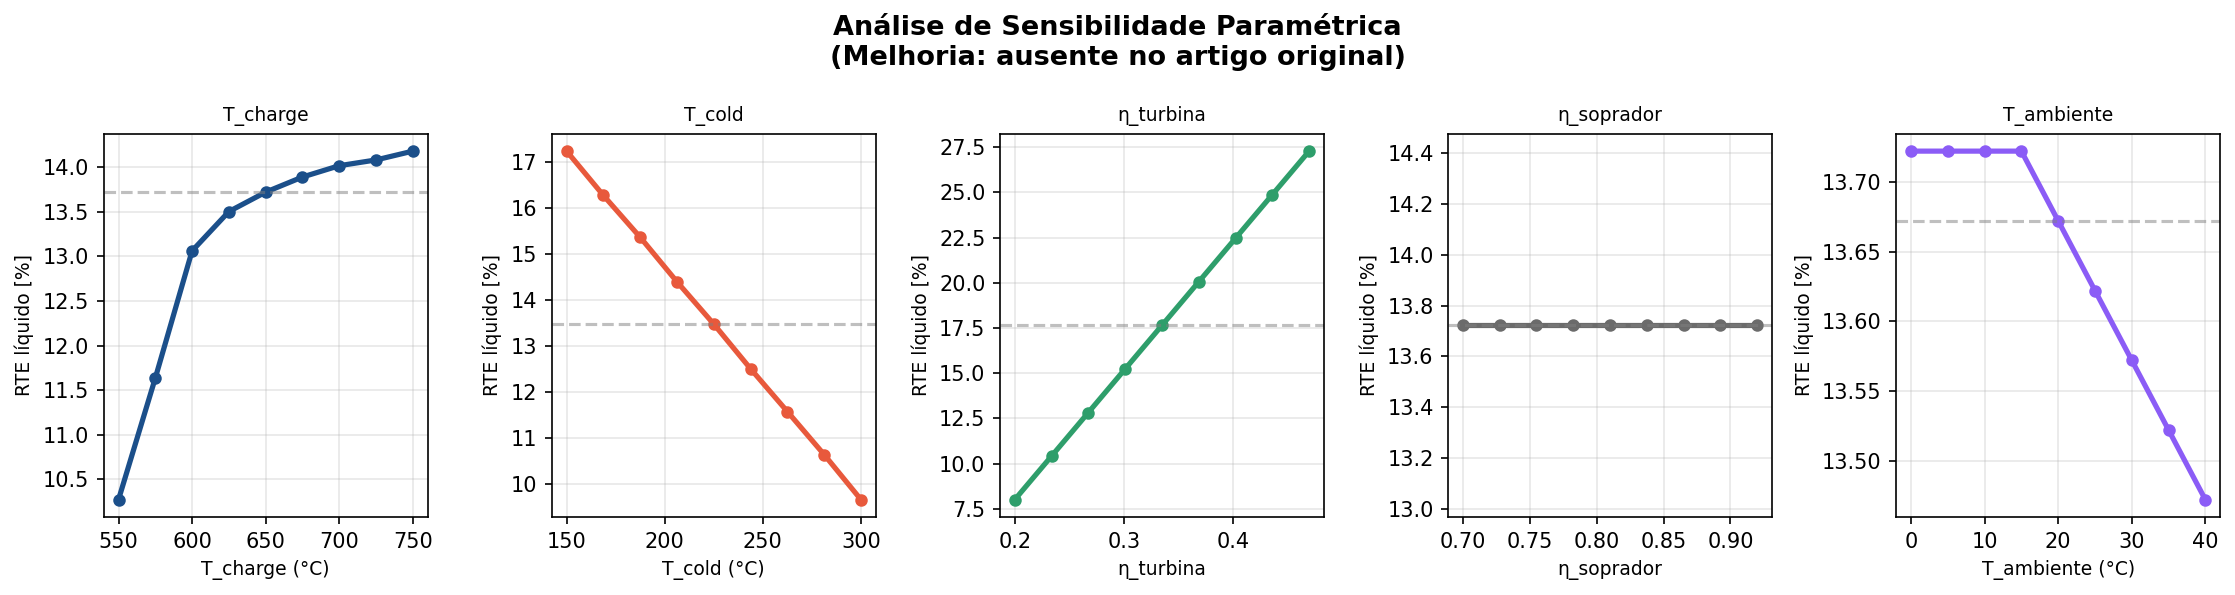 Análise de Sensibilidade Paramétrica
(Melhoria: ausente no artigo original)
T_charge
RTE líquido [%]
14.0
13.5
13.0
12.5
12.0
11.5
11.0
10.5
550 600 650 700 750
T_charge (°C)
T_cold
RTE líquido [%]
17
16
15
14
13
12
11
10
150 200 250 300
T_cold (°C)
η_turbina
RTE líquido [%]
27.5
25.0
22.5
20.0
17.5
15.0
12.5
10.0
7.5
0.2 0.3 0.4
η_turbina
η_soprador
RTE líquido [%]
14.4
14.2
14.0
13.8
13.6
13.4
13.2
13.0
0.70 0.75 0.80 0.85 0.90
η_soprador
T_ambiente
RTE líquido [%]
13.70
13.65
13.60
13.55
13.50
0 10 20 30 40
T_ambiente (°C)